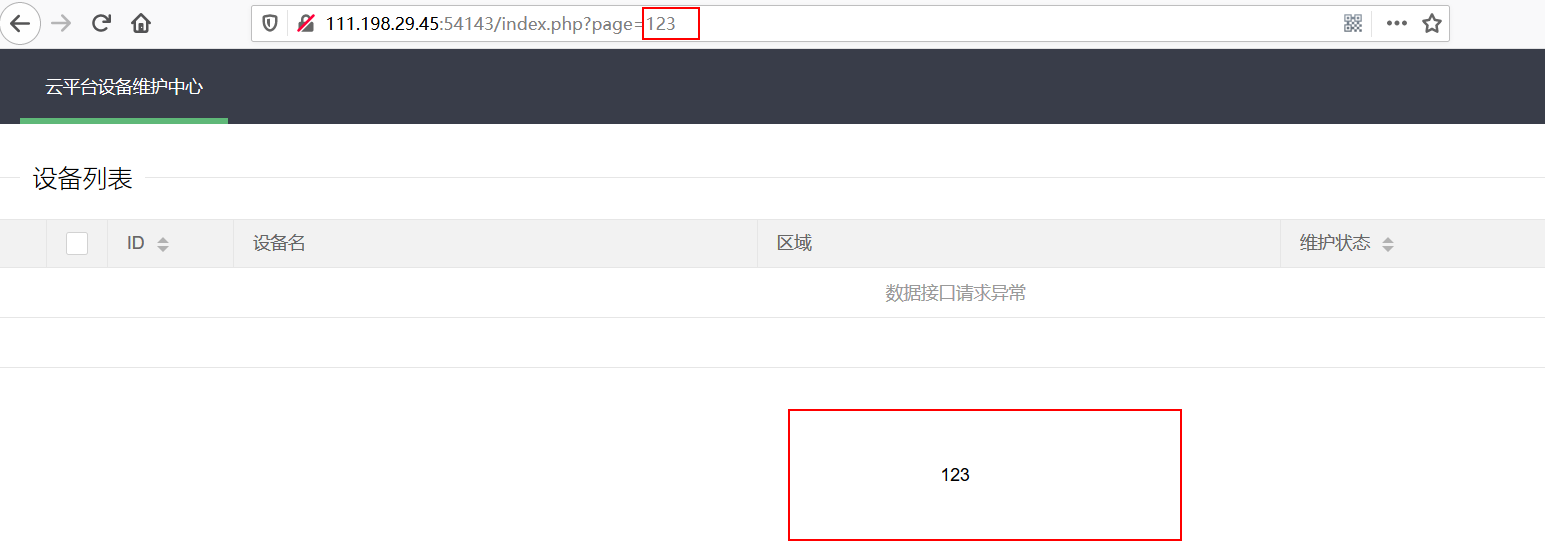 111.198.29.45:54143/index.php?page=123
云平台设备维护中心
设备列表
ID 设备名 区域 维护状态
数据接口请求异常
123